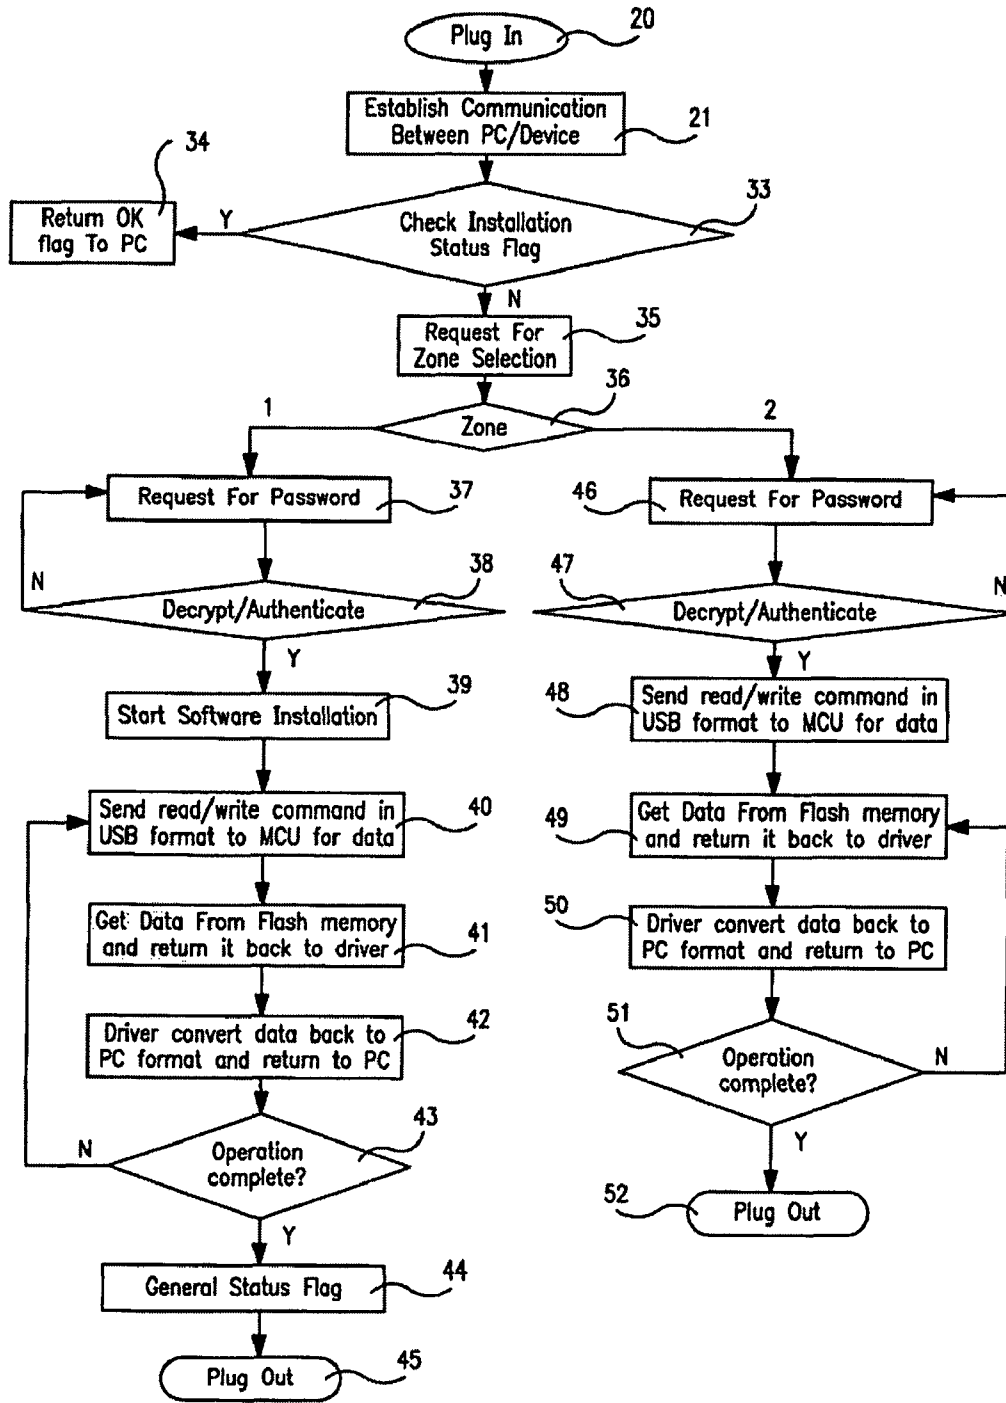 Plug In
20
Establish Communication
Between PC/Device
21
34
Return OK
flag To PC
Y
Check Installation
Status Flag
33
N
Request For
Zone Selection
35
36
1
Zone
2
Request For Password
37
46
Request For Password
N
Decrypt/Authenticate
38
47
Decrypt/Authenticate
N
Y
Y
Start Software Installation
39
48
Send read/write command in
USB format to MCU for data
Send read/write command in
USB format to MCU for data
40
49
Get Data From Flash memory
and return it back to driver
Get Data From Flash memory
and return it back to driver
41
50
Driver convert data back to
PC format and return to PC
Driver convert data back to
PC format and return to PC
42
51
Operation
complete?
N
Y
N
Operation
complete?
43
Y
52
Plug Out
General Status Flag
44
Plug Out
45